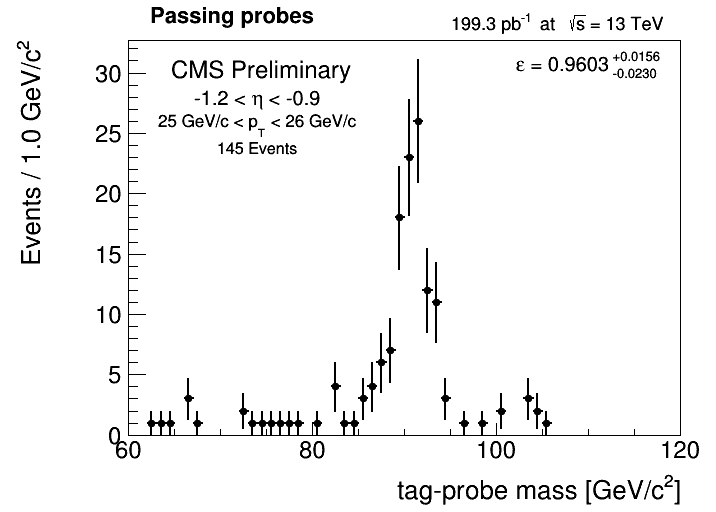 Passing probes
199.3 pb⁻¹ at √s = 13 TeV
CMS Preliminary
ε = 0.9603 +0.0156 -0.0230
-1.2 < η < -0.9
25 GeV/c < p_T < 26 GeV/c
145 Events
Events / 1.0 GeV/c²
30
25
20
15
10
5
0
60 80 100 120
tag-probe mass [GeV/c²]